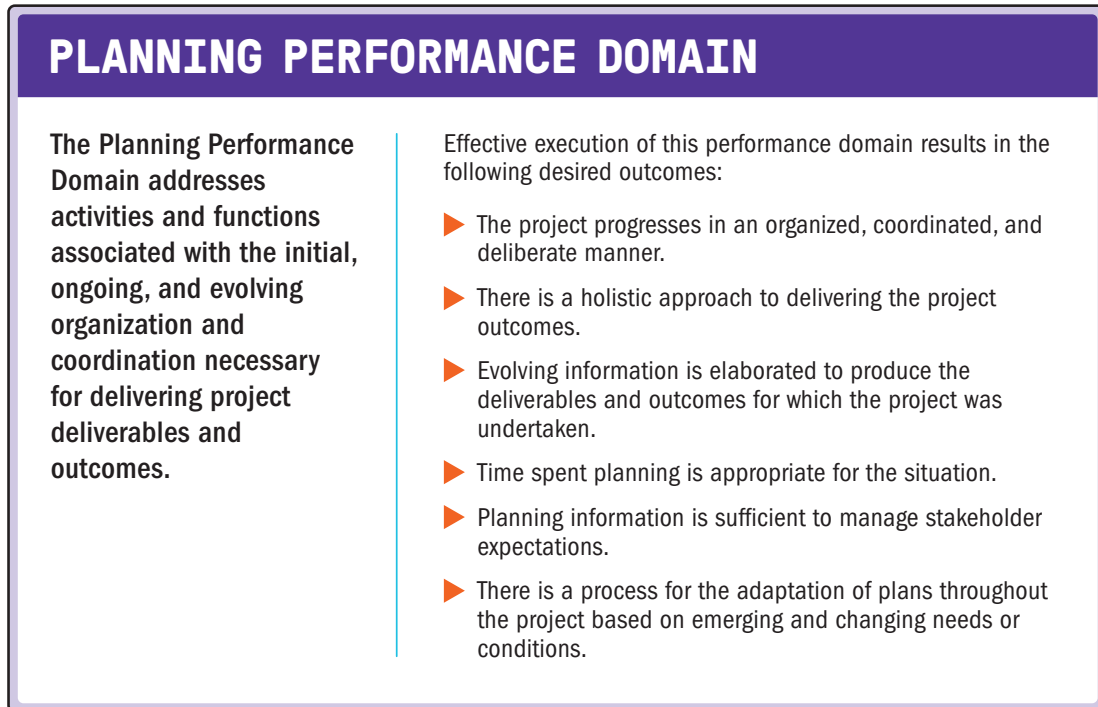 PLANNING PERFORMANCE DOMAIN
The Planning Performance
Domain addresses
activities and functions
associated with the initial,
ongoing, and evolving
organization and
coordination necessary
for delivering project
deliverables and
outcomes.
Effective execution of this performance domain results in the
following desired outcomes:
The project progresses in an organized, coordinated, and
deliberate manner.
There is a holistic approach to delivering the project
outcomes.
Evolving information is elaborated to produce the
deliverables and outcomes for which the project was
undertaken.
Time spent planning is appropriate for the situation.
Planning information is sufficient to manage stakeholder
expectations.
There is a process for the adaptation of plans throughout
the project based on emerging and changing needs or
conditions.